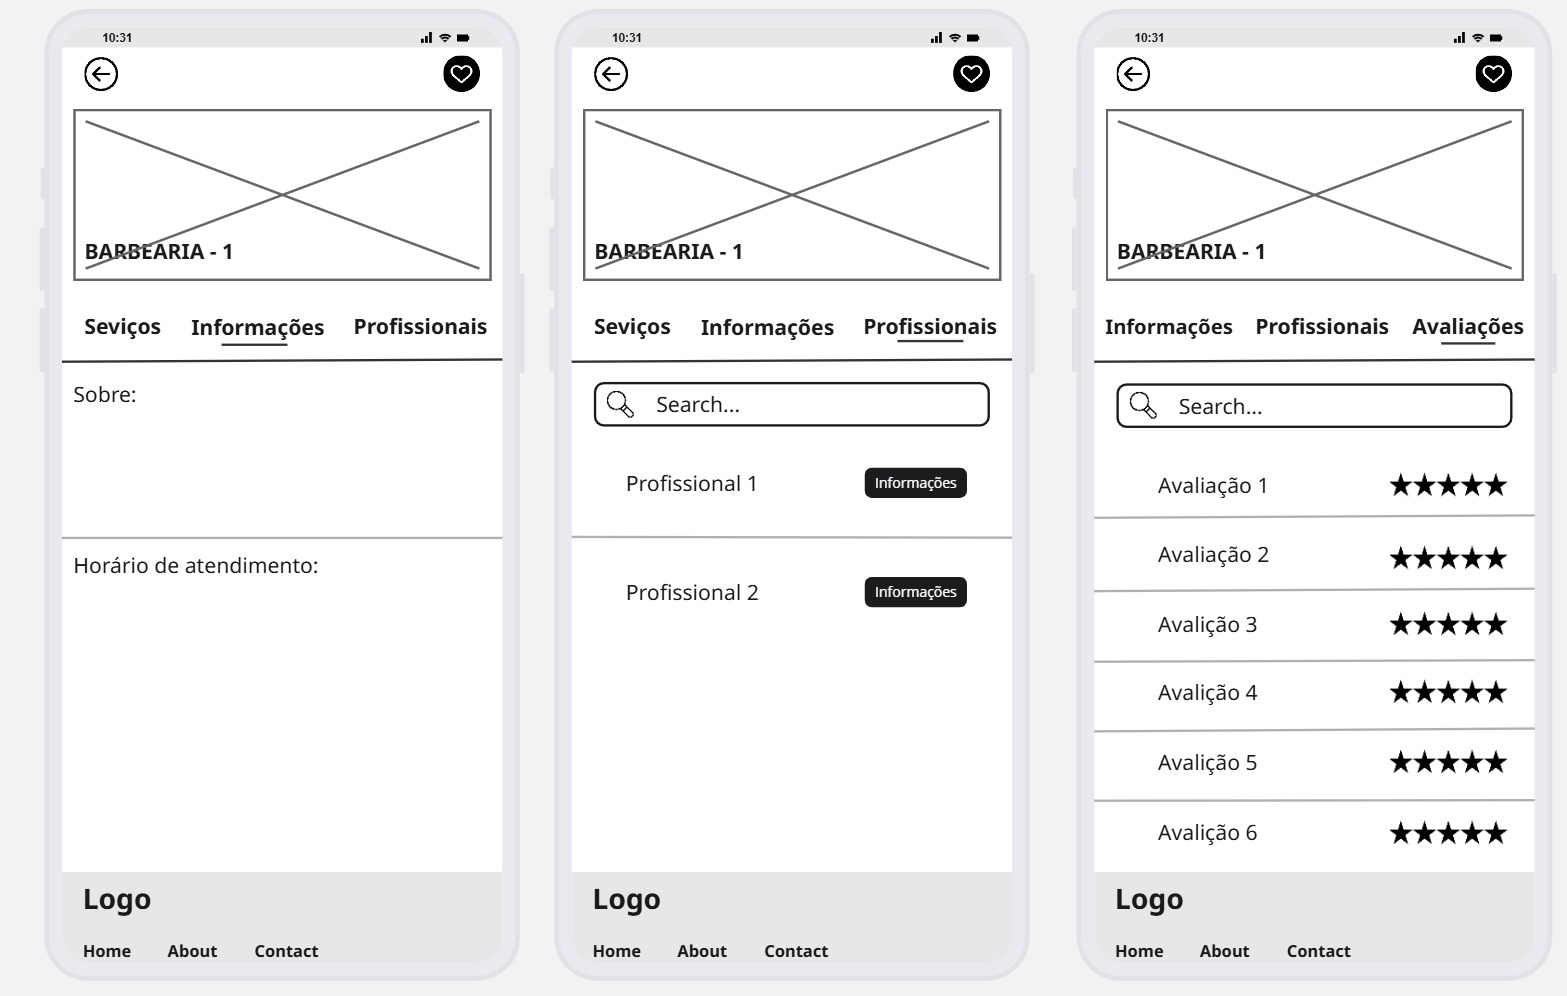 10:31
BARBEARIA - 1
Seviços Informações Profissionais
Sobre:
Horário de atendimento:
Logo
Home About Contact
10:31
BARBEARIA - 1
Seviços Informações Profissionais
Search...
Profissional 1 Informações
Profissional 2 Informações
Logo
Home About Contact
10:31
BARBEARIA - 1
Informações Profissionais Avaliações
Search...
Avaliação 1
Avaliação 2
Avalição 3
Avalição 4
Avalição 5
Avalição 6
Logo
Home About Contact